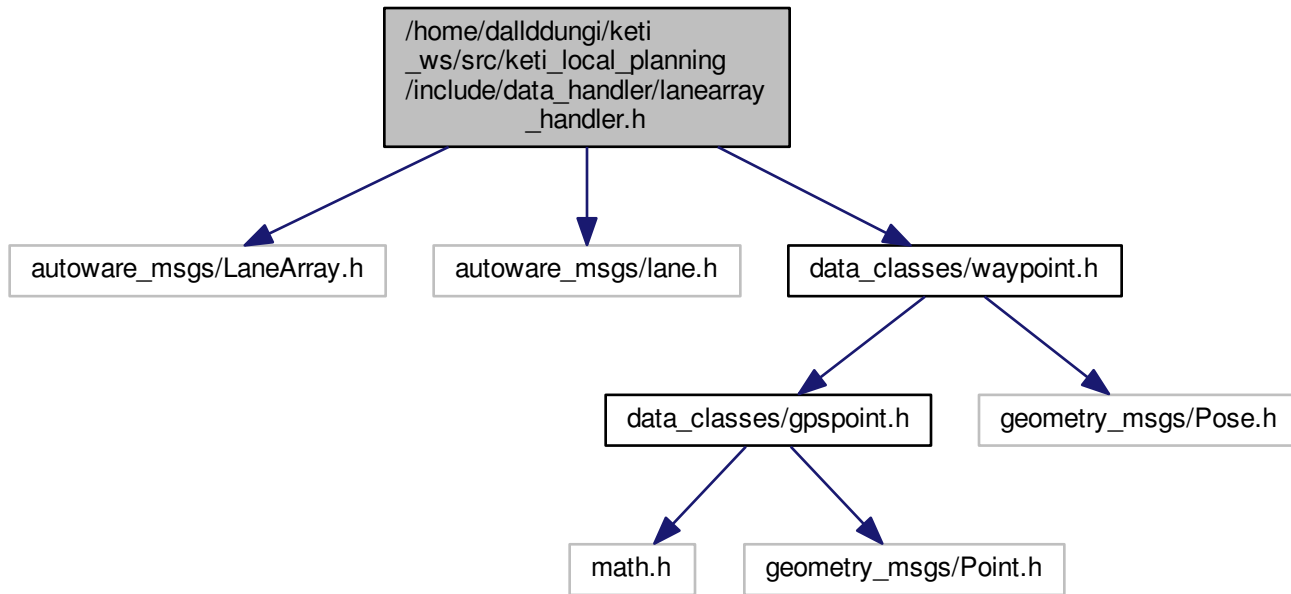 /home/dallddungi/keti
_ws/src/keti_local_planning
/include/data_handler/lanearray
_handler.h
autoware_msgs/LaneArray.h
autoware_msgs/lane.h
data_classes/waypoint.h
data_classes/gpspoint.h
geometry_msgs/Pose.h
math.h
geometry_msgs/Point.h